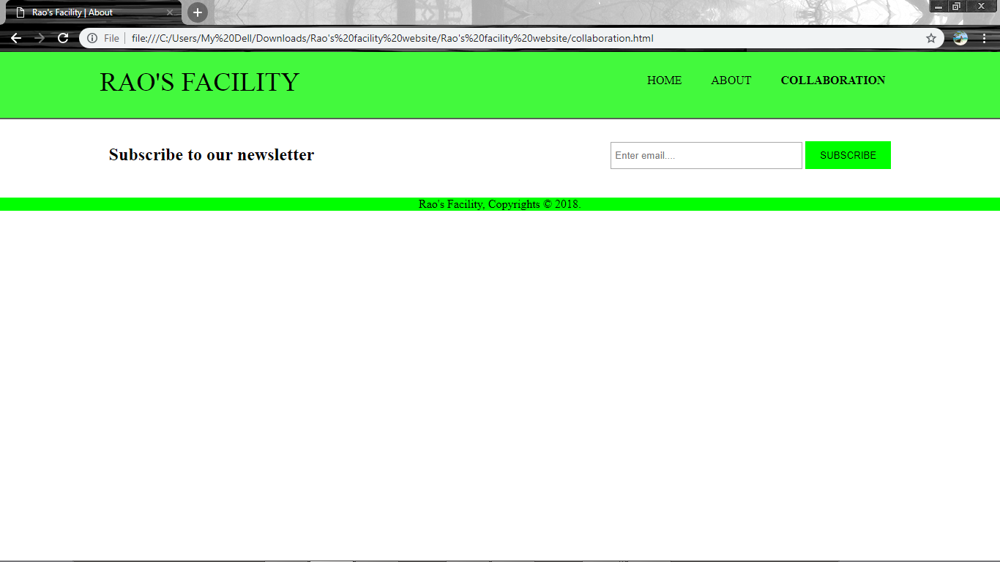 Rao's Facility | About
File file:///C:/Users/My%20Dell/Downloads/Rao's%20facility%20website/Rao's%20facility%20website/collaboration.html
RAO'S FACILITY HOME ABOUT COLLABORATION
Subscribe to our newsletter Enter email.... SUBSCRIBE
Rao's Facility, Copyrights © 2018.